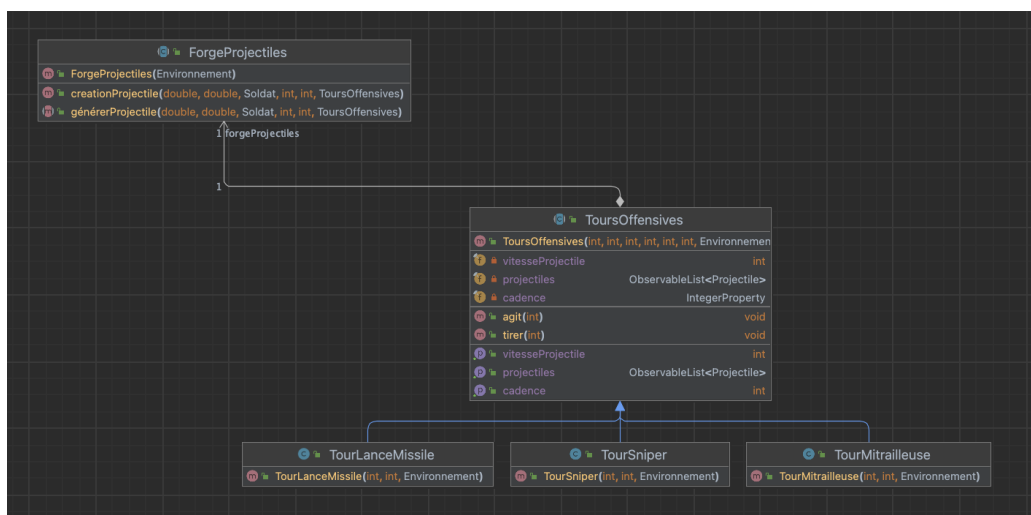 ForgeProjectiles
ForgeProjectiles(Environnement)
creationProjectile(double, double, Soldat, int, int, ToursOffensives)
générerProjectile(double, double, Soldat, int, int, ToursOffensives)
1 forgeProjectiles
1
ToursOffensives
ToursOffensives(int, int, int, int, int, int, Environnemen
vitesseProjectile int
projectiles ObservableList<Projectile>
cadence IntegerProperty
agit(int) void
tirer(int) void
vitesseProjectile int
projectiles ObservableList<Projectile>
cadence int
TourLanceMissile
TourLanceMissile(int, int, Environnement)
TourSniper
TourSniper(int, int, Environnement)
TourMitrailleuse
TourMitrailleuse(int, int, Environnement)